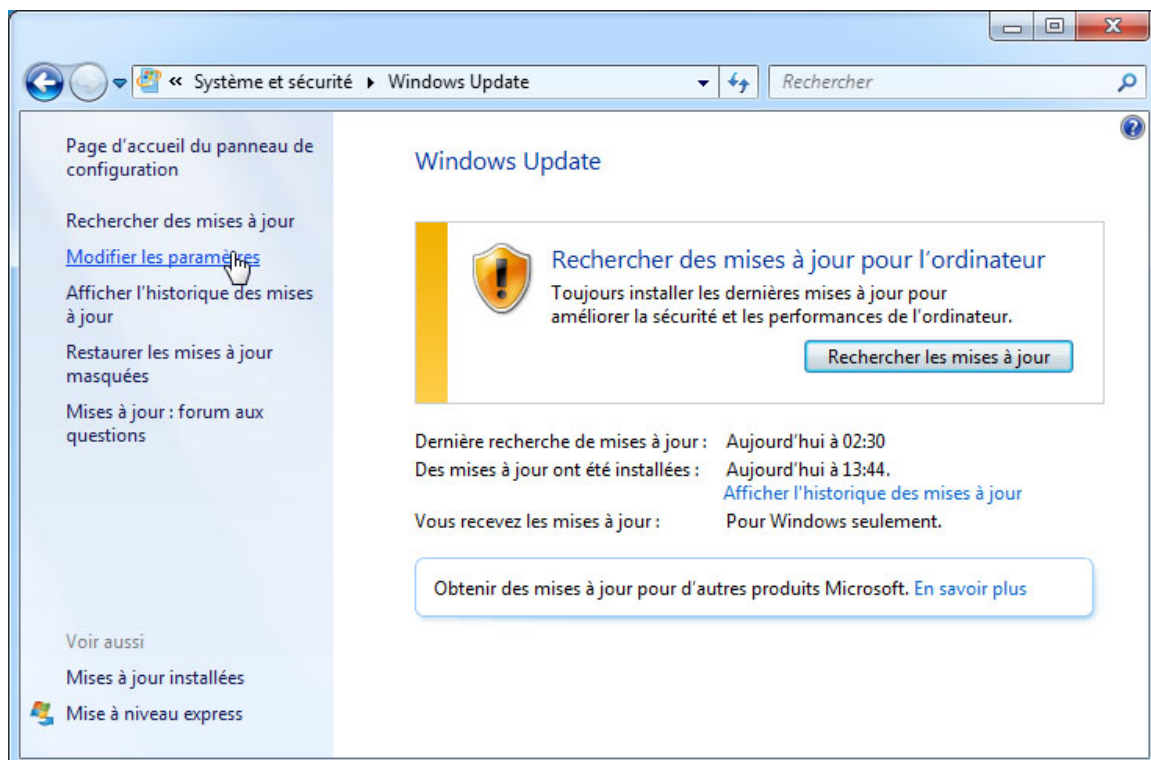 « Système et sécurité ▸ Windows Update
Rechercher
Page d'accueil du panneau de
configuration
Rechercher des mises à jour
Modifier les paramètres
Afficher l'historique des mises
à jour
Restaurer les mises à jour
masquées
Mises à jour : forum aux
questions
Voir aussi
Mises à jour installées
Mise à niveau express
Windows Update
Rechercher des mises à jour pour l'ordinateur
Toujours installer les dernières mises à jour pour
améliorer la sécurité et les performances de l'ordinateur.
Rechercher les mises à jour
Dernière recherche de mises à jour : Aujourd'hui à 02:30
Des mises à jour ont été installées : Aujourd'hui à 13:44.
Afficher l'historique des mises à jour
Vous recevez les mises à jour : Pour Windows seulement.
Obtenir des mises à jour pour d'autres produits Microsoft. En savoir plus